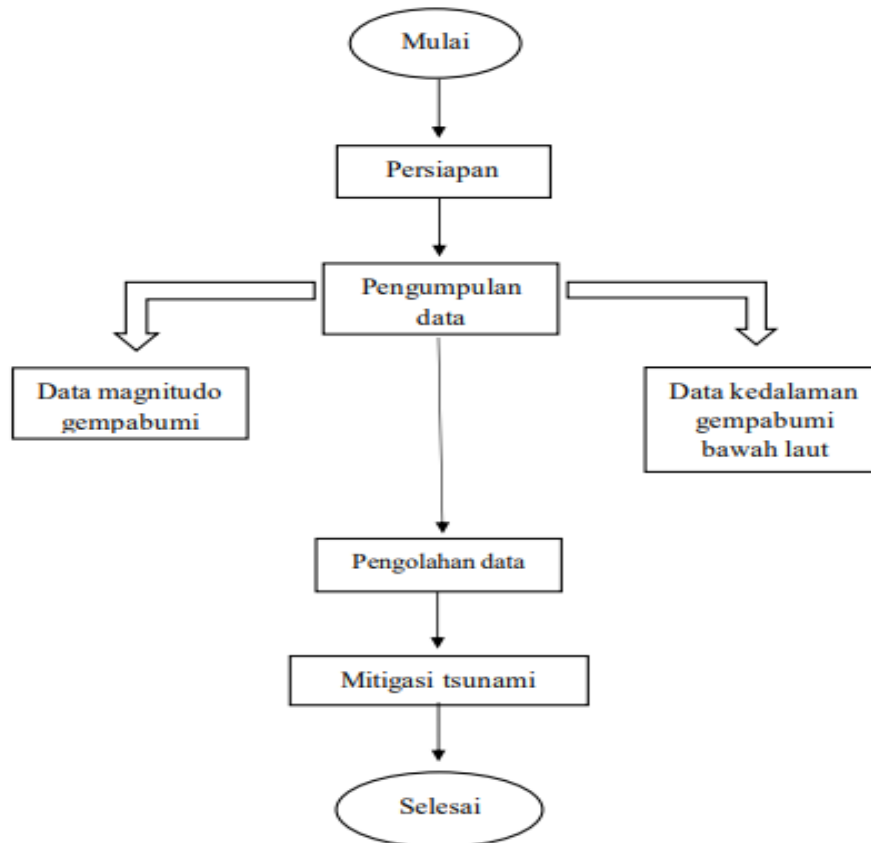 Mulai
Persiapan
Pengumpulan
data
Data magnitudo
gempabumi
Data kedalaman
gempabumi
bawah laut
Pengolahan data
Mitigasi tsunami
Selesai